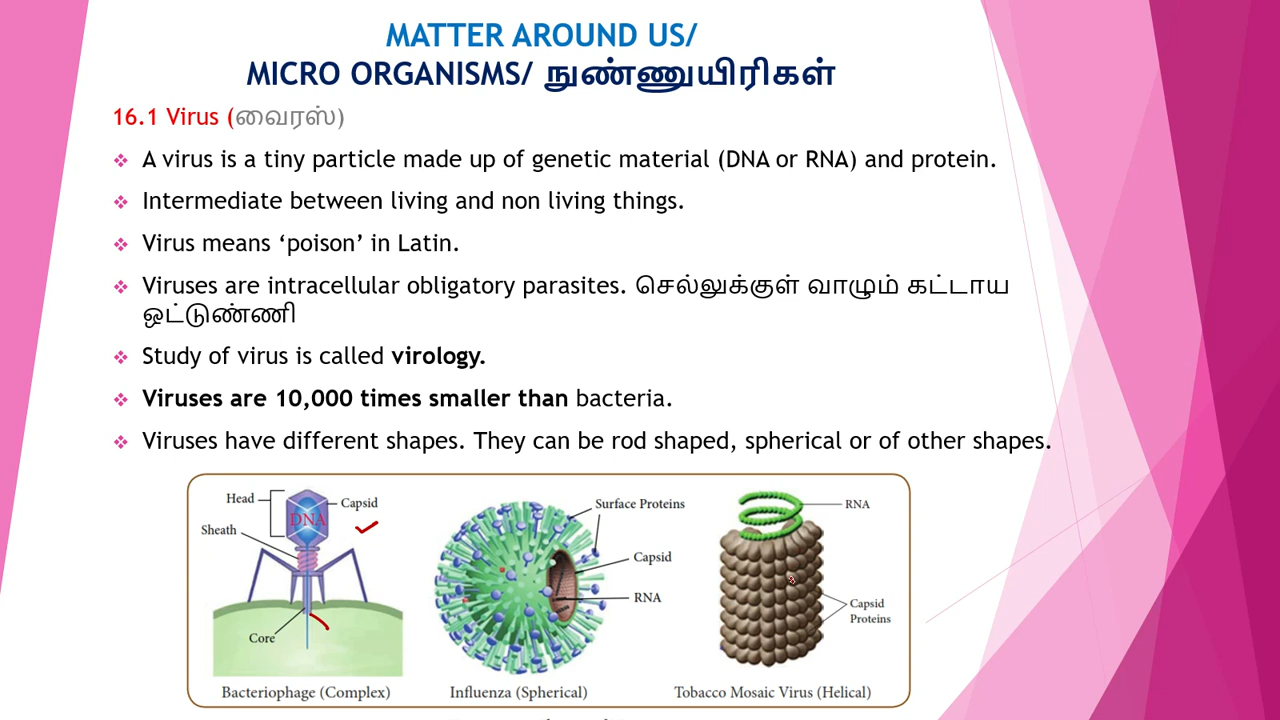 MATTER AROUND US/
MICRO ORGANISMS/ நுண்ணுயிரிகள்
16.1 Virus (வைரஸ்)
❖ A virus is a tiny particle made up of genetic material (DNA or RNA) and protein.
❖ Intermediate between living and non living things.
❖ Virus means ‘poison’ in Latin.
❖ Viruses are intracellular obligatory parasites. செல்லுக்குள் வாழும் கட்டாய
ஒட்டுண்ணி
❖ Study of virus is called virology.
❖ Viruses are 10,000 times smaller than bacteria.
❖ Viruses have different shapes. They can be rod shaped, spherical or of other shapes.
Head
Capsid
DNA
Sheath
Core
Bacteriophage (Complex)
Surface Proteins
Capsid
RNA
Influenza (Spherical)
RNA
Capsid
Proteins
Tobacco Mosaic Virus (Helical)